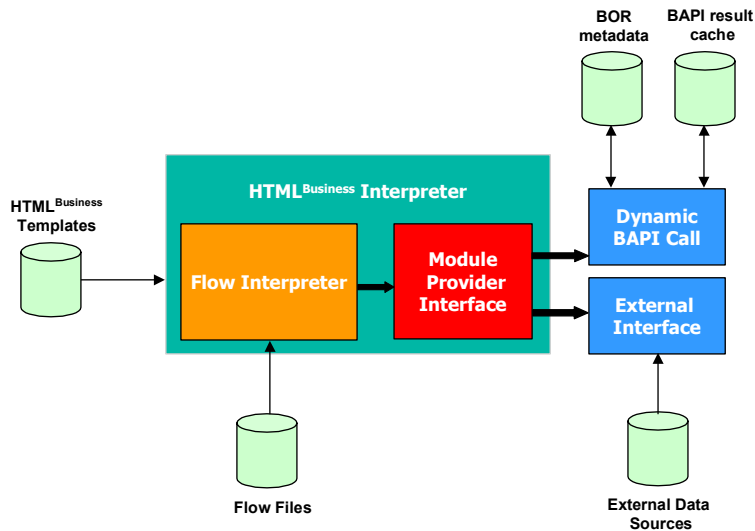 BOR
metadata
BAPI result
cache
HTMLBusiness Interpreter
HTMLBusiness
Templates
Dynamic
BAPI Call
Flow Interpreter
Module
Provider
Interface
External
Interface
Flow Files
External Data
Sources